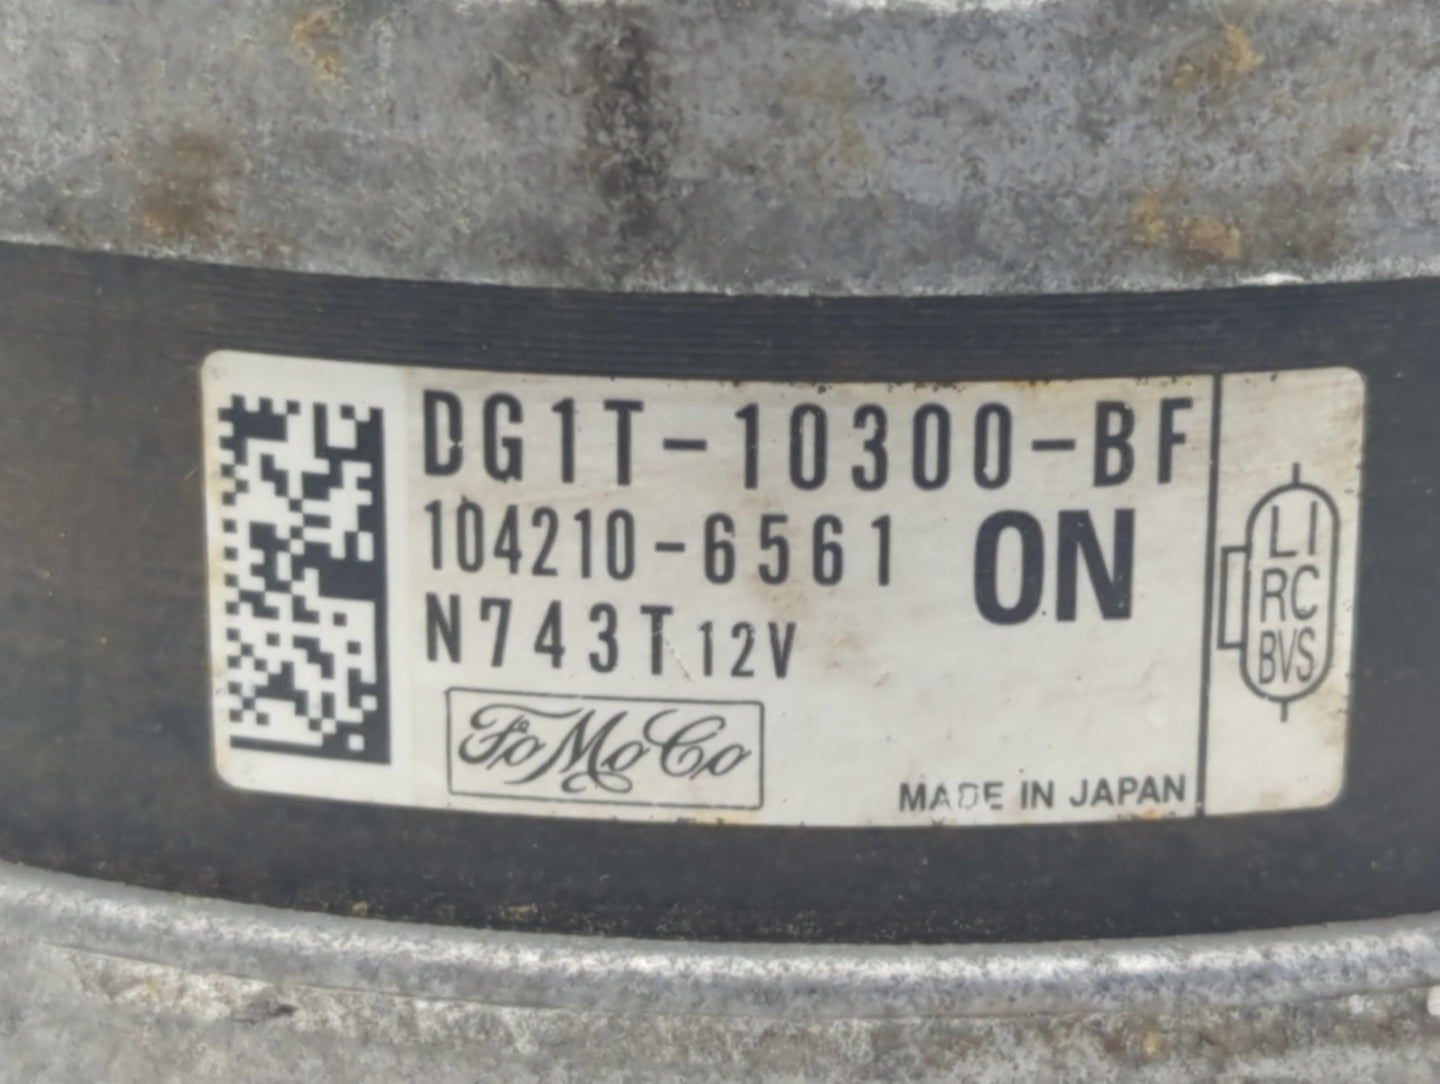 DG1T-10300-BF
104210-6561 ON
N743T 12V
FoMoCo
MADE IN JAPAN
LI
RC
BVS